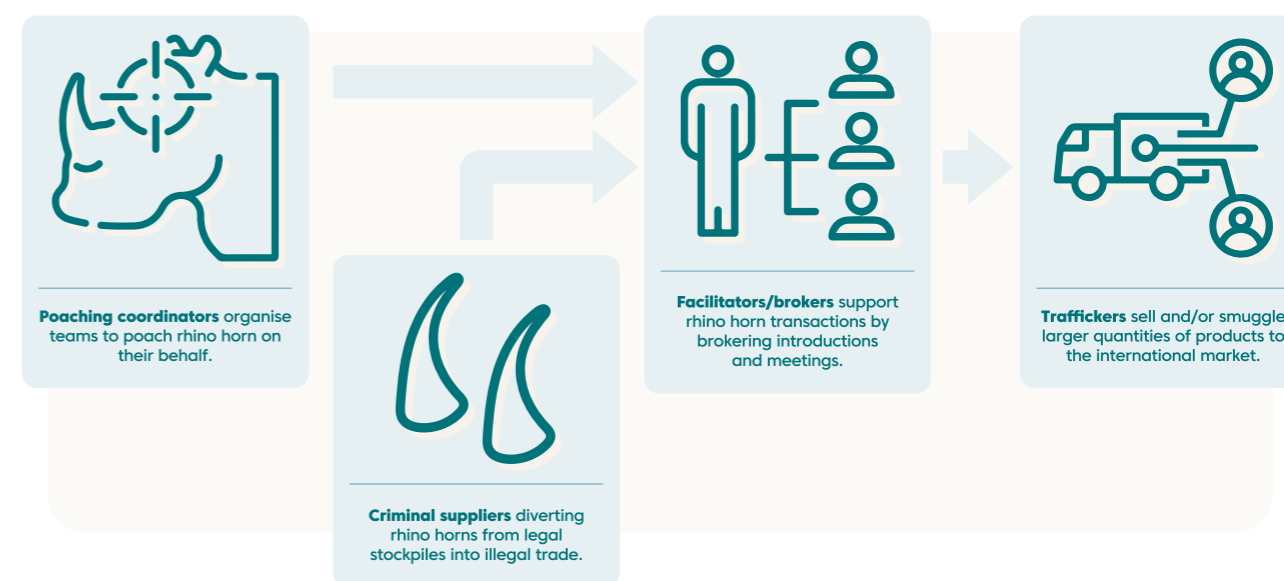 Poaching coordinators organise
teams to poach rhino horn on
their behalf.
Criminal suppliers diverting
rhino horns from legal
stockpiles into illegal trade.
Facilitators/brokers support
rhino horn transactions by
brokering introductions
and meetings.
Traffickers sell and/or smuggle
larger quantities of products to
the international market.